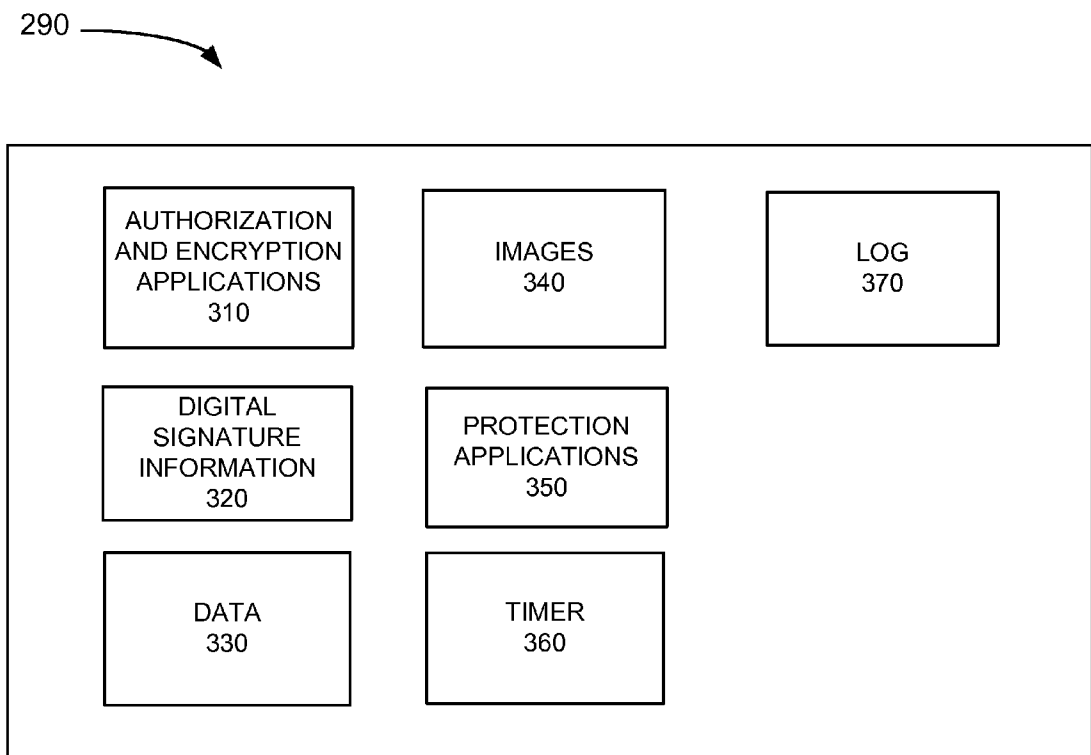 290
AUTHORIZATION
AND ENCRYPTION
APPLICATIONS
310
IMAGES
340
LOG
370
DIGITAL
SIGNATURE
INFORMATION
320
PROTECTION
APPLICATIONS
350
DATA
330
TIMER
360